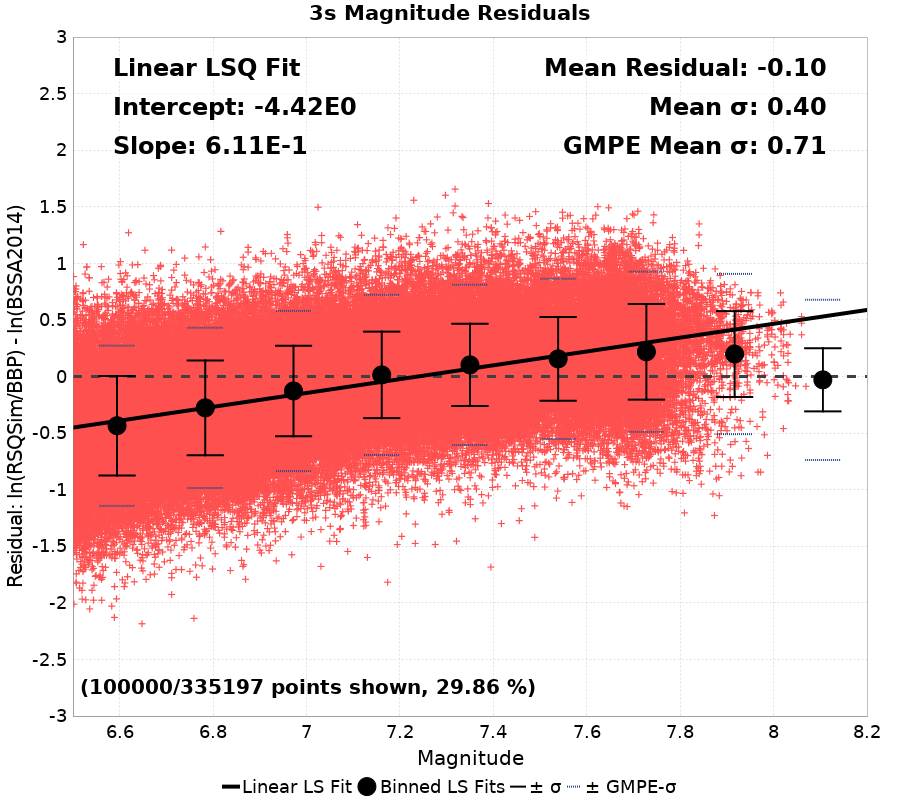 3s Magnitude Residuals
Linear LSQ Fit
Intercept: -4.42E0
Slope: 6.11E-1
Mean Residual: -0.10
Mean σ: 0.40
GMPE Mean σ: 0.71
Residual: ln(RSQSim/BBP) - ln(BSSA2014)
3
2.5
2
1.5
1
0.5
0
-0.5
-1
-1.5
-2
-2.5
-3
(100000/335197 points shown, 29.86 %)
6.6 6.8 7 7.2 7.4 7.6 7.8 8 8.2
Magnitude
Linear LS Fit Binned LS Fits ± σ ± GMPE-σ